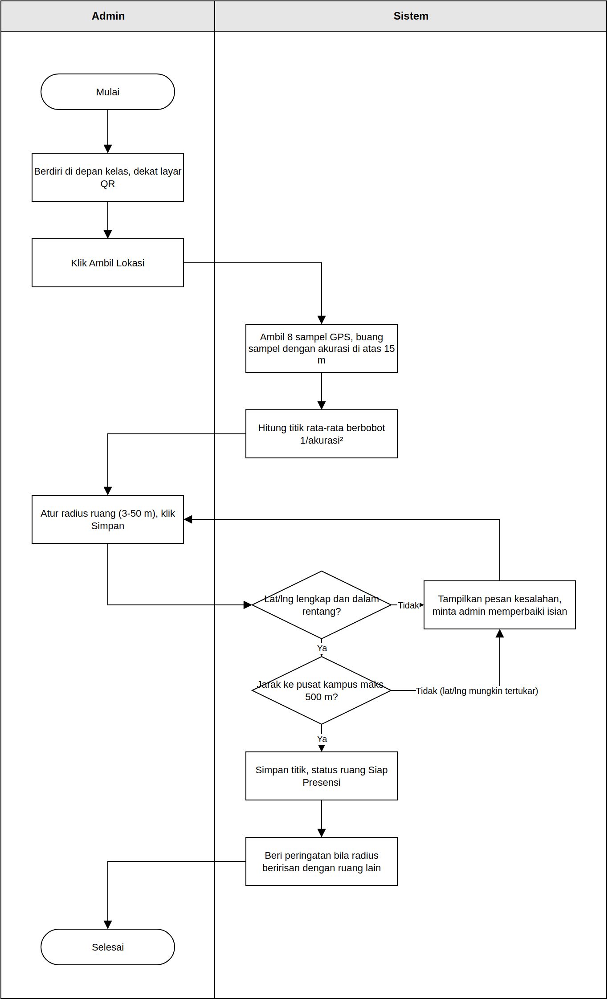 Admin
Sistem
Mulai
Berdiri di depan kelas, dekat layar
QR
Klik Ambil Lokasi
Ambil 8 sampel GPS, buang
sampel dengan akurasi di atas 15
m
Hitung titik rata-rata berbobot
1/akurasi²
Atur radius ruang (3-50 m), klik
Simpan
Lat/lng lengkap dan dalam
rentang?
Tidak
Tampilkan pesan kesalahan,
minta admin memperbaiki isian
Ya
Jarak ke pusat kampus maks.
500 m?
Tidak (lat/lng mungkin tertukar)
Ya
Simpan titik, status ruang Siap
Presensi
Beri peringatan bila radius
beririsan dengan ruang lain
Selesai